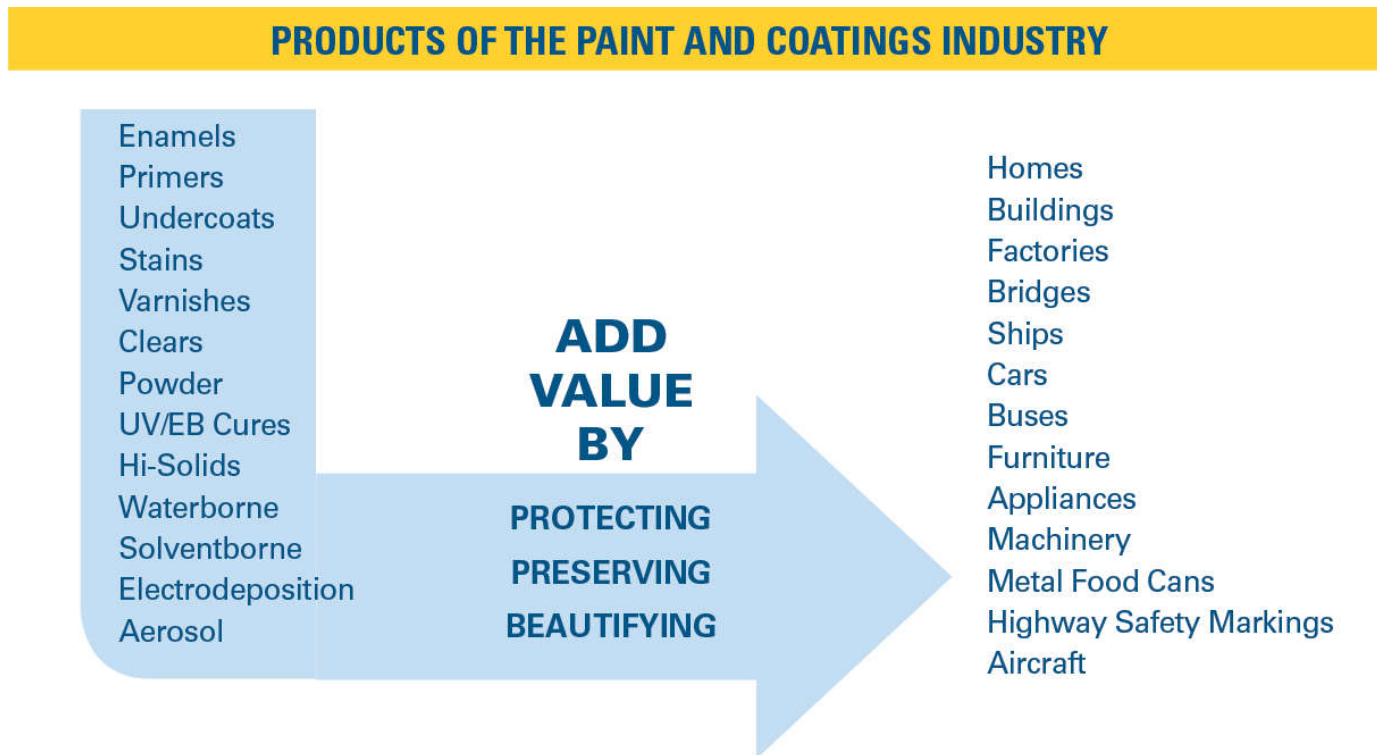 PRODUCTS OF THE PAINT AND COATINGS INDUSTRY
Enamels
Primers
Undercoats
Stains
Varnishes
Clears
Powder
UV/EB Cures
Hi-Solids
Waterborne
Solventborne
Electrodeposition
Aerosol
ADD
VALUE
BY
PROTECTING
PRESERVING
BEAUTIFYING
Homes
Buildings
Factories
Bridges
Ships
Cars
Buses
Furniture
Appliances
Machinery
Metal Food Cans
Highway Safety Markings
Aircraft